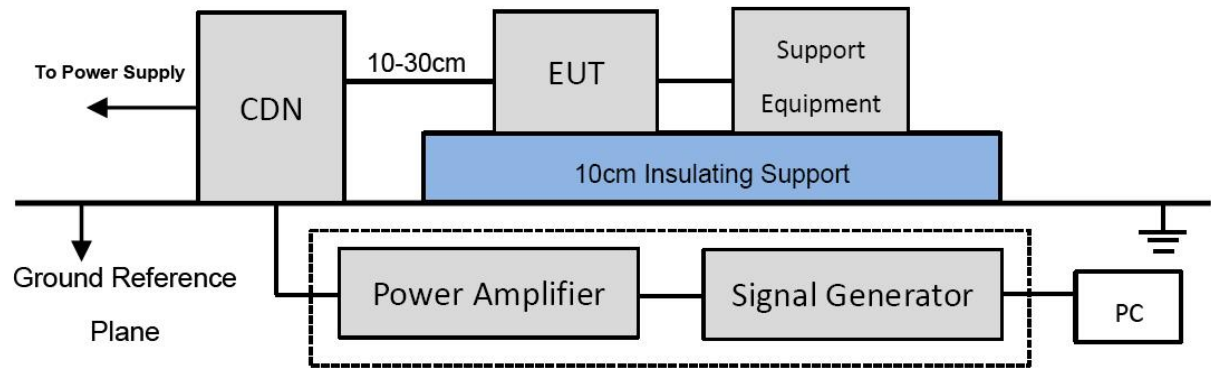 To Power Supply
CDN
10-30cm
EUT
Support
Equipment
10cm Insulating Support
Ground Reference
Plane
Power Amplifier
Signal Generator
PC